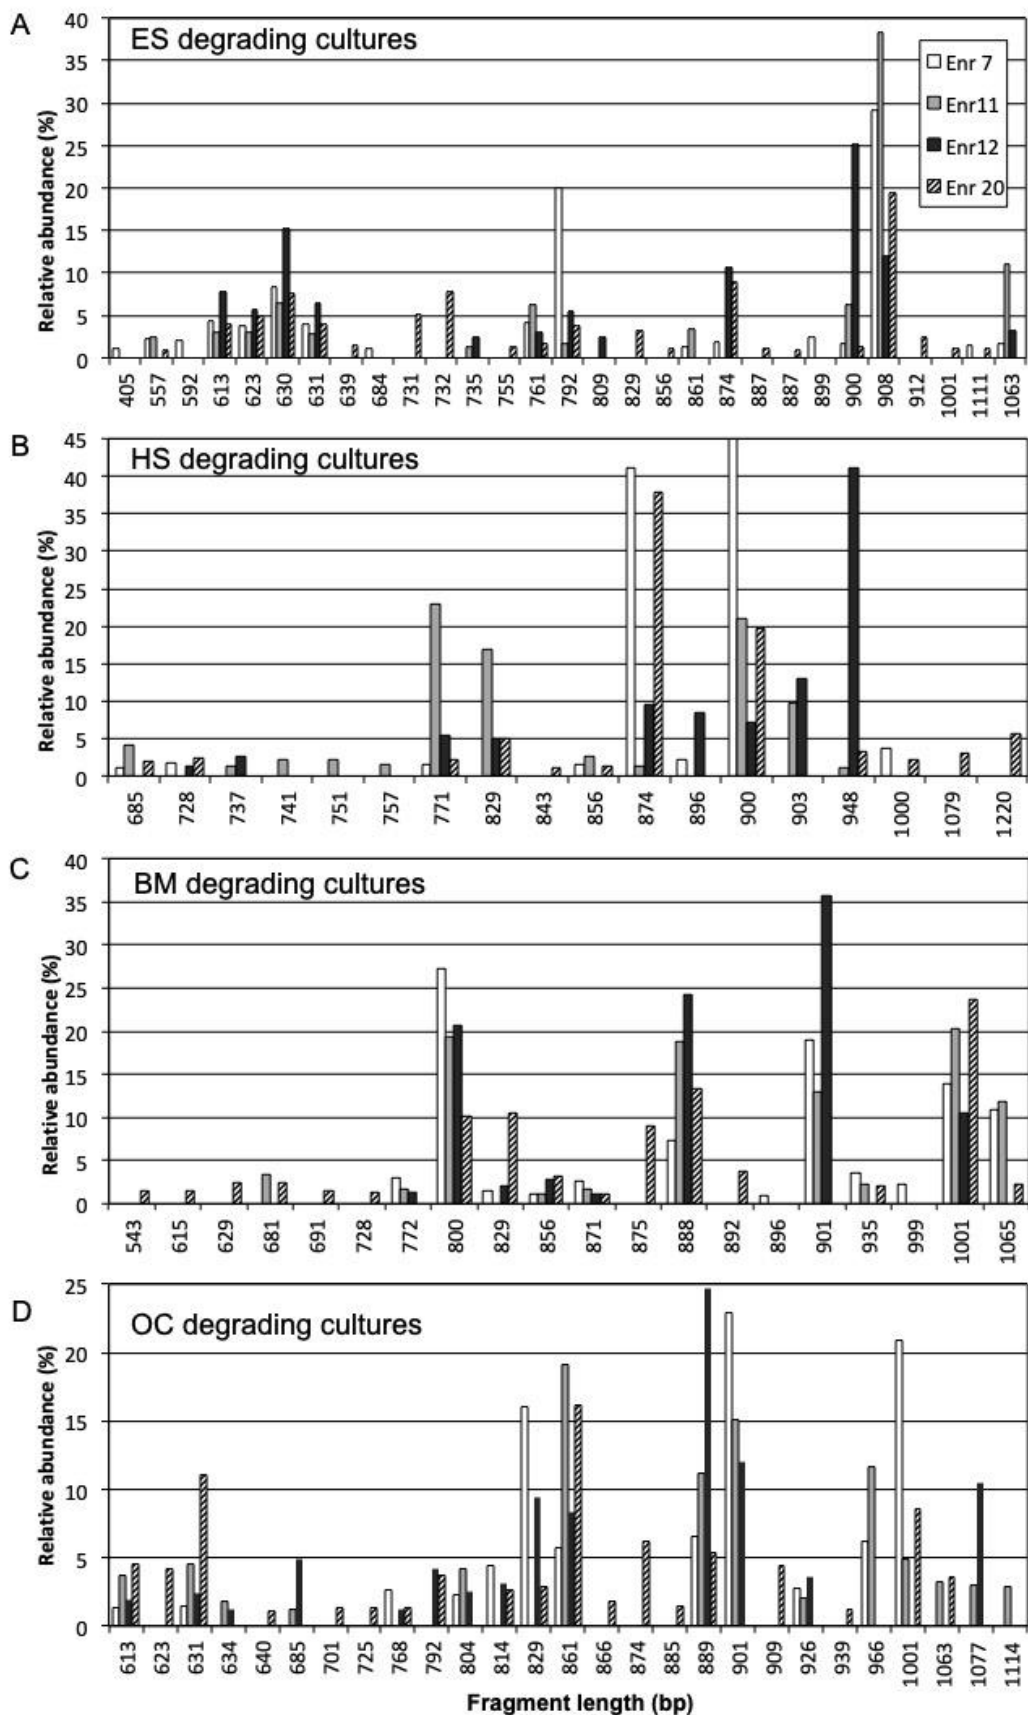 A
ES degrading cultures
Relative abundance (%)
40
35
30
25
20
15
10
5
0
Enr 7
Enr11
Enr12
Enr 20
405 557 592 613 623 630 631 639 684 731 732 735 755 761 792 809 829 856 861 874 887 887 899 900 908 912 1001 1111 1063
B
HS degrading cultures
Relative abundance (%)
45
40
35
30
25
20
15
10
5
0
685 728 737 741 751 757 771 829 843 856 874 896 900 903 948 1000 1079 1220
C
BM degrading cultures
Relative abundance (%)
40
35
30
25
20
15
10
5
0
543 615 629 681 691 728 772 800 829 856 871 875 888 892 896 901 935 999 1001 1065
D
OC degrading cultures
Relative abundance (%)
25
20
15
10
5
0
613 623 631 634 640 685 701 725 768 792 804 814 829 861 866 874 885 889 901 909 926 939 966 1001 1063 1077 1114
Fragment length (bp)